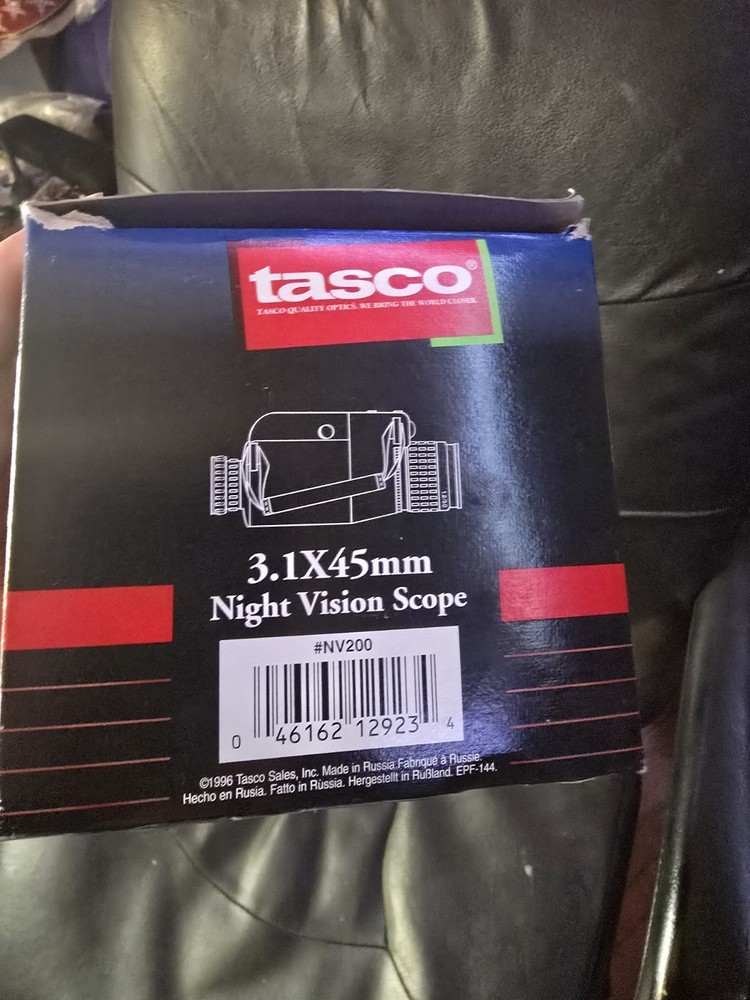 tasco®
TASCO QUALITY OPTICS. WE BRING THE WORLD CLOSER.
3.1X45mm
Night Vision Scope
#NV200
0 46162 12923 4
©1996 Tasco Sales, Inc. Made in Russia. Fabriqué à Russie.
Hecho en Rusia. Fatto in Rùssia. Hergestellt in Rußland. EPF-144.